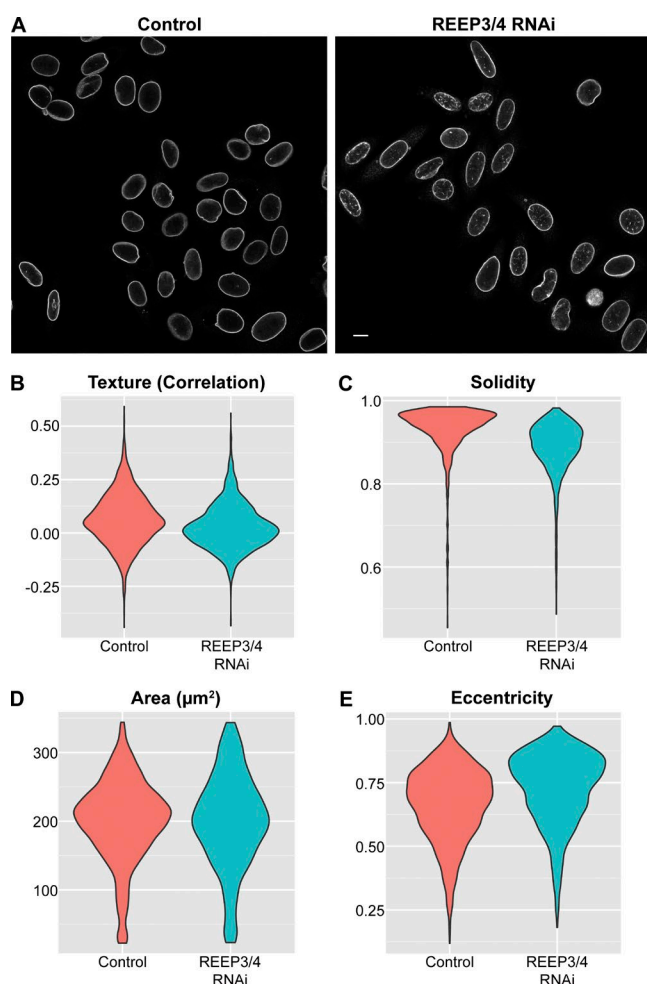 A
Control
REEP3/4 RNAi
B
Texture (Correlation)
0.50
0.25
0.00
-0.25
Control
REEP3/4
RNAi
C
Solidity
1.0
0.8
0.6
Control
REEP3/4
RNAi
D
Area (µm²)
300
200
100
Control
REEP3/4
RNAi
E
Eccentricity
1.00
0.75
0.50
0.25
Control
REEP3/4
RNAi